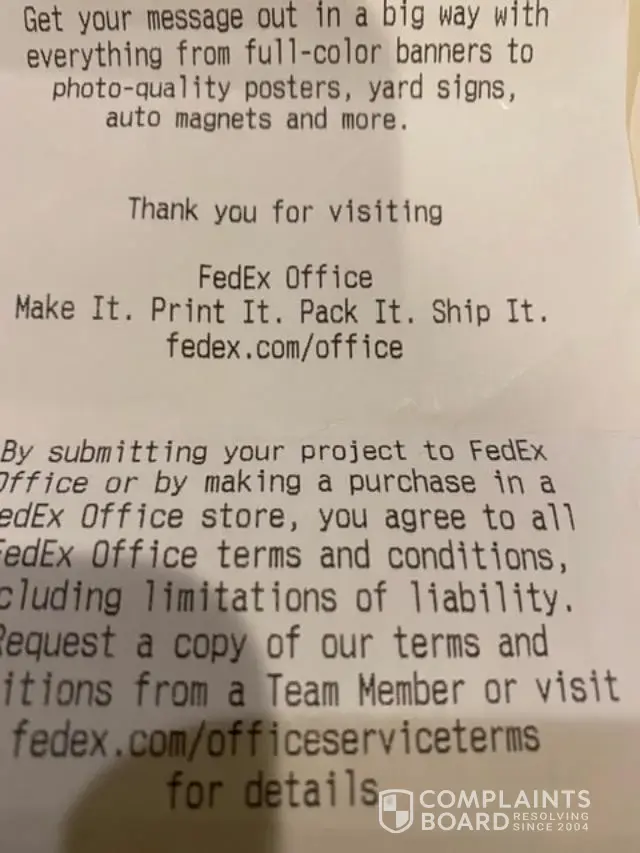 Get your message out in a big way with
everything from full-color banners to
photo-quality posters, yard signs,
auto magnets and more.
Thank you for visiting
FedEx Office
Make It. Print It. Pack It. Ship It.
fedex.com/office
By submitting your project to FedEx
Office or by making a purchase in a
edEx Office store, you agree to all
FedEx Office terms and conditions,
cluding limitations of liability.
Request a copy of our terms and
itions from a Team Member or visit
fedex.com/officeserviceterms
for details.
COMPLAINTS
BOARD RESOLVING
SINCE 2004